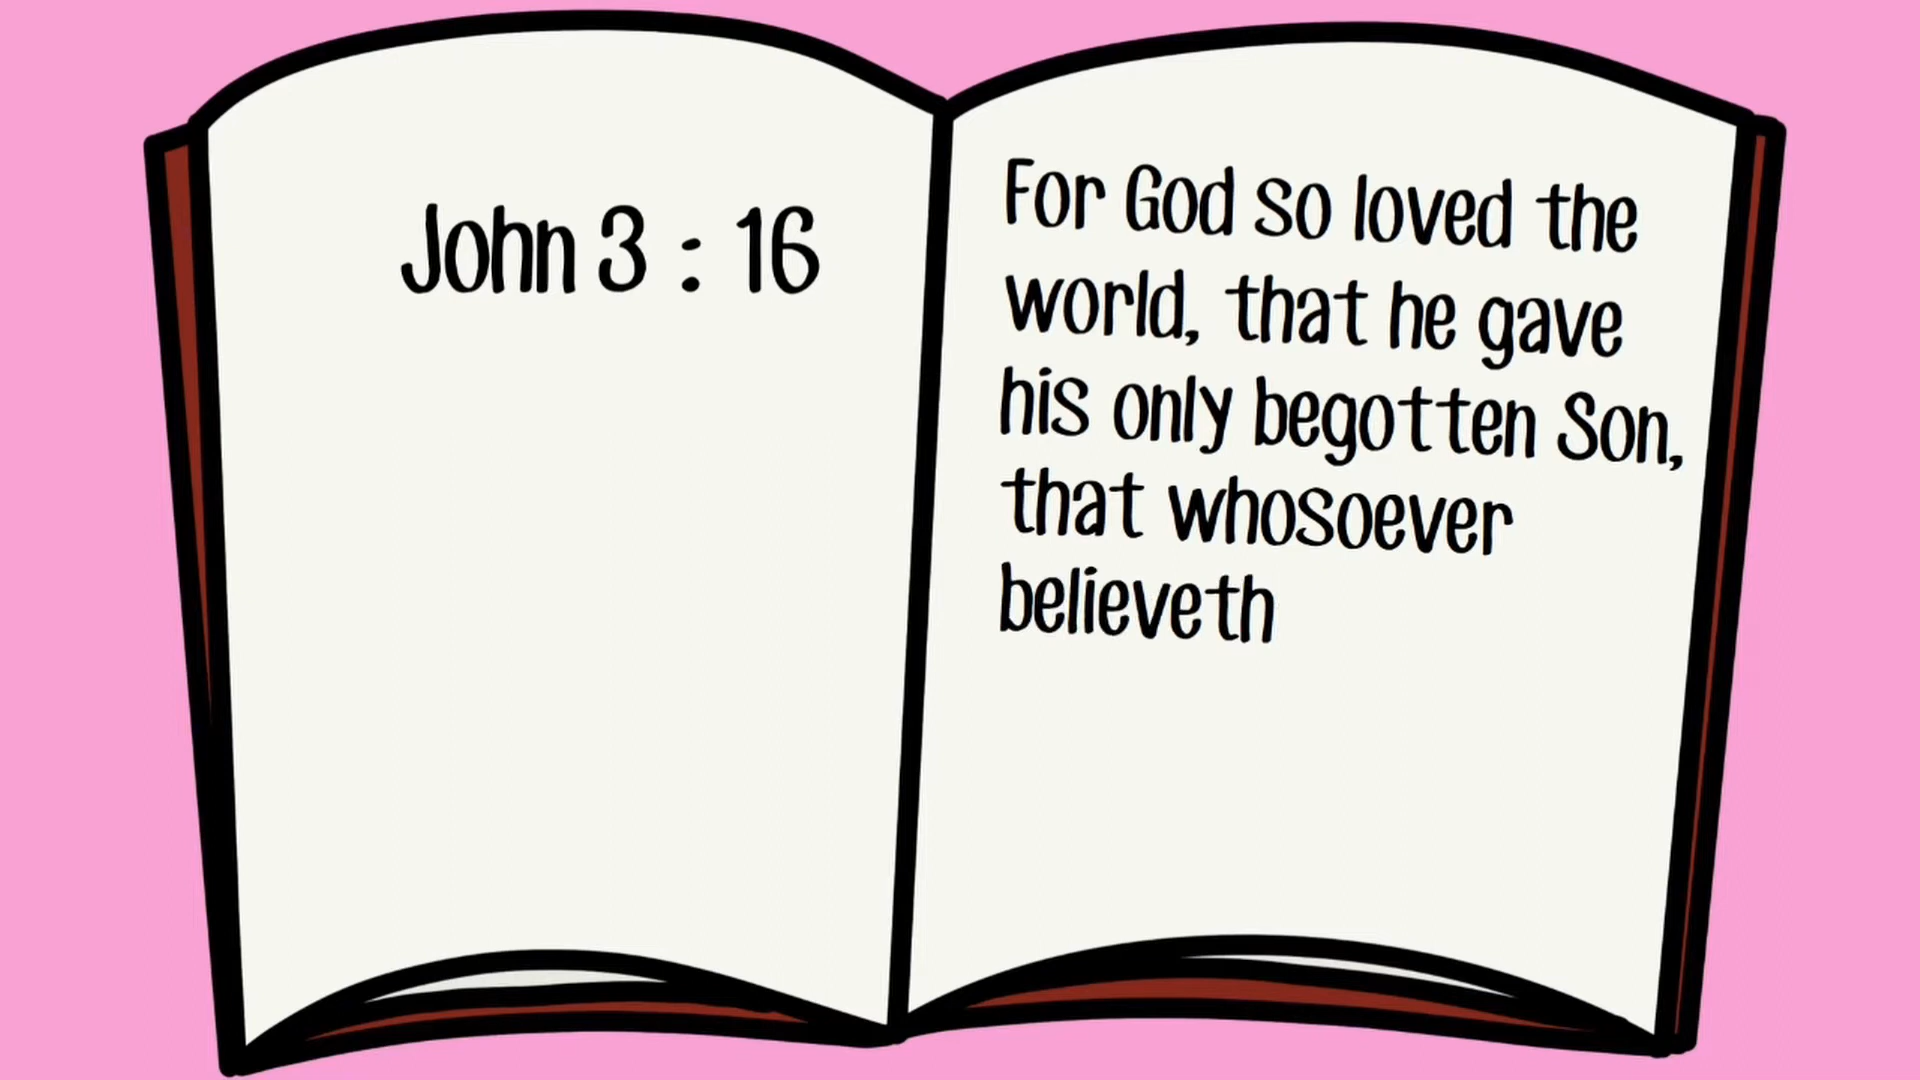 John 3 : 16
For God so loved the
world, that he gave
his only begotten Son,
that whosoever
believeth